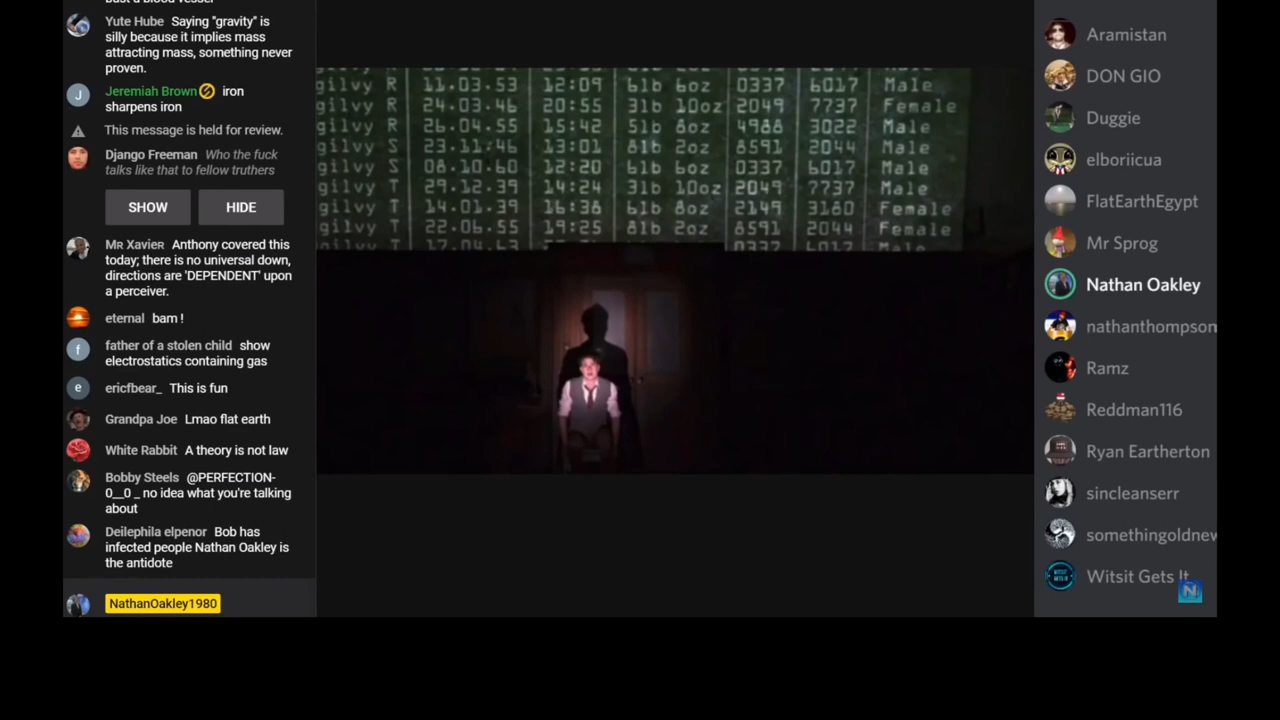 Yute Hube Saying "gravity" is
silly because it implies mass
attracting mass, something never
proven.
Jeremiah Brown iron
sharpens iron
This message is held for review.
Django Freeman Who the fuck
talks like that to fellow truthers
SHOW HIDE
Mr Xavier Anthony covered this
today; there is no universal down,
directions are 'DEPENDENT' upon
a perceiver.
eternal bam !
father of a stolen child show
electrostatics containing gas
ericfbear_ This is fun
Grandpa Joe Lmao flat earth
White Rabbit A theory is not law
Bobby Steels @PERFECTION-
0__0 _ no idea what you're talking
about
Deilephila elpenor Bob has
infected people Nathan Oakley is
the antidote
NathanOakley1980
gilvy R 11.03.53 12:09 6lb 6oz 0337 6017 Male
gilvy R 24.03.46 20:55 3lb 10oz 2049 7737 Female
gilvy R 26.04.55 15:42 5lb 8oz 4988 3022 Male
gilvy S 23.11.46 13:01 8lb 2oz 8591 2044 Male
gilvy S 08.10.60 12:20 6lb 6oz 0337 6017 Male
gilvy T 29.12.39 14:24 3lb 10oz 2049 7737 Male
gilvy T 14.01.39 16:38 6lb 8oz 2149 3180 Female
gilvy T 22.06.55 19:25 8lb 2oz 8591 2044 Female
gilvy T 17.04.63 0337 6017 Male
Aramistan
DON GIO
Duggie
elboriicua
FlatEarthEgypt
Mr Sprog
Nathan Oakley
nathanthompson
Ramz
Reddman116
Ryan Eartherton
sincleanserr
somethingoldnew
Witsit Gets It
N